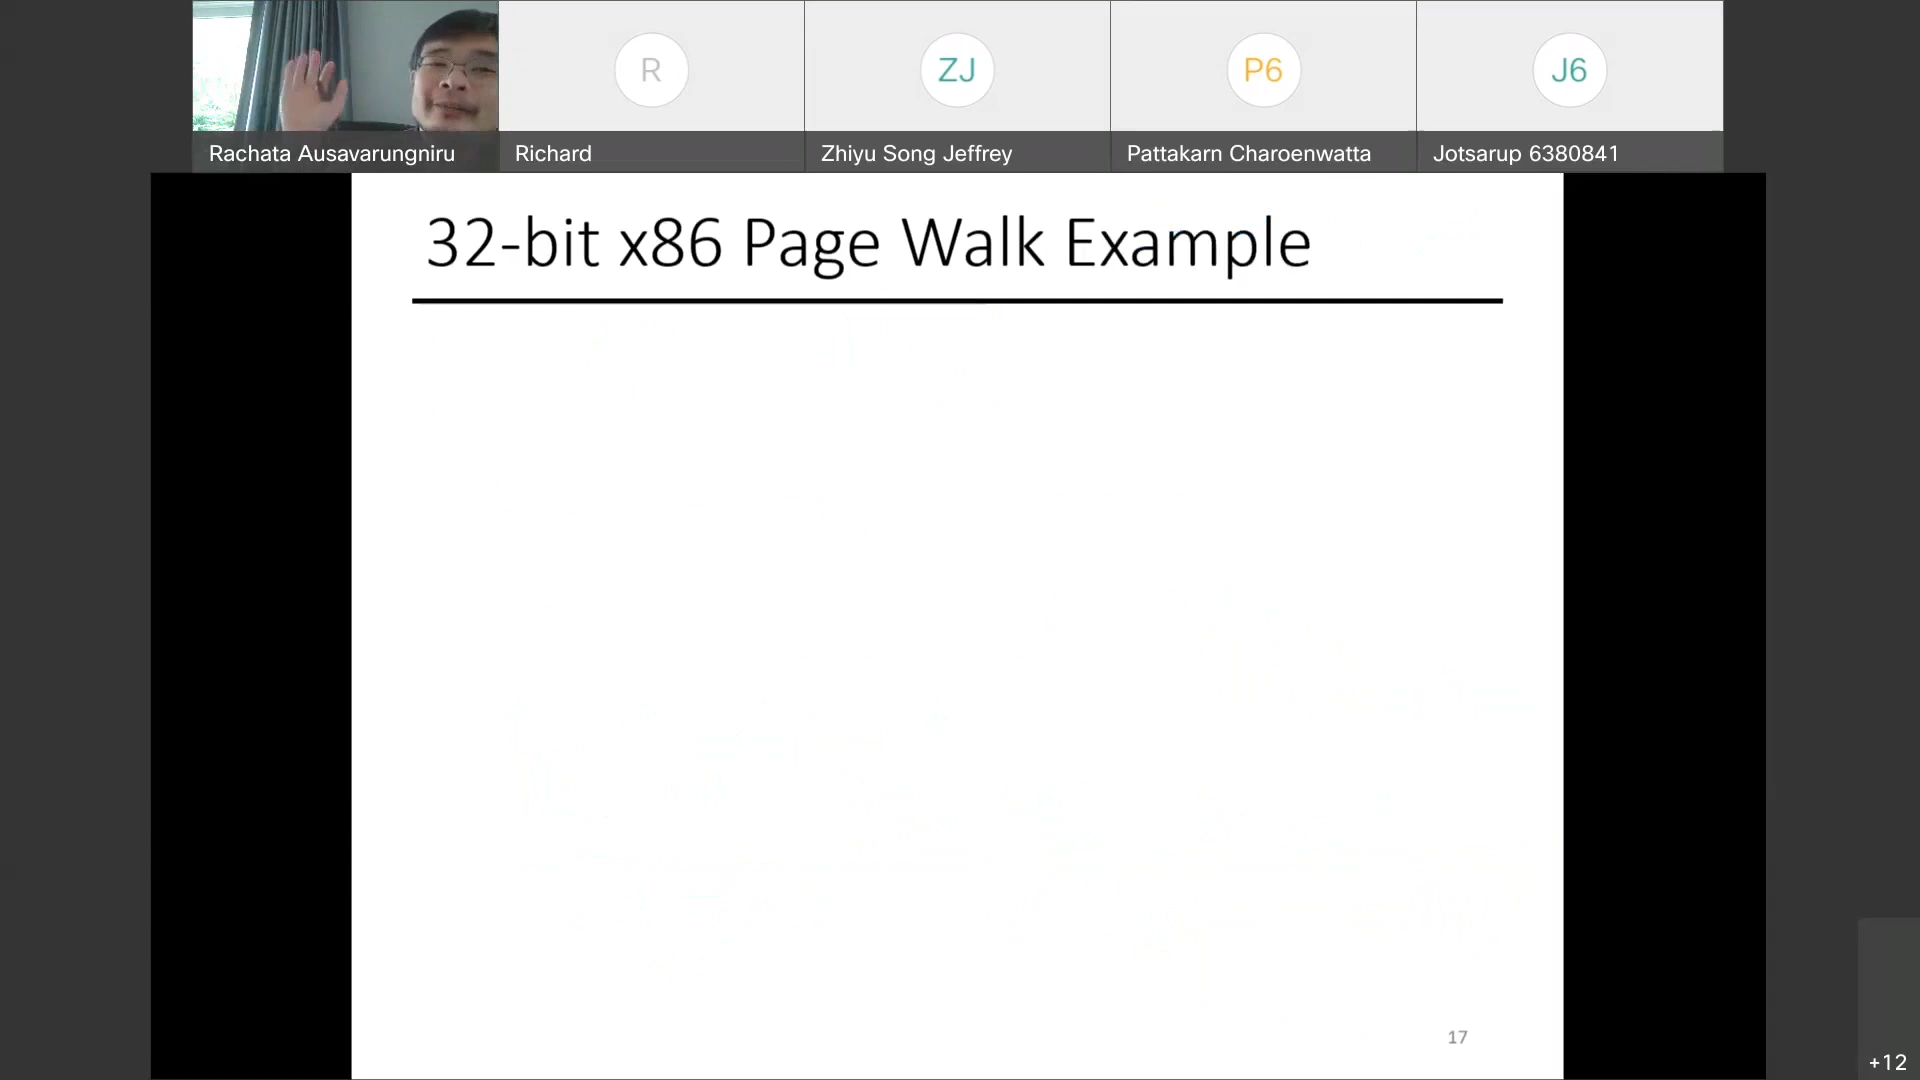 R
ZJ
P6
J6
Rachata Ausavarungniru
Richard
Zhiyu Song Jeffrey
Pattakarn Charoenwatta
Jotsarup 6380841
32-bit x86 Page Walk Example
17
+12